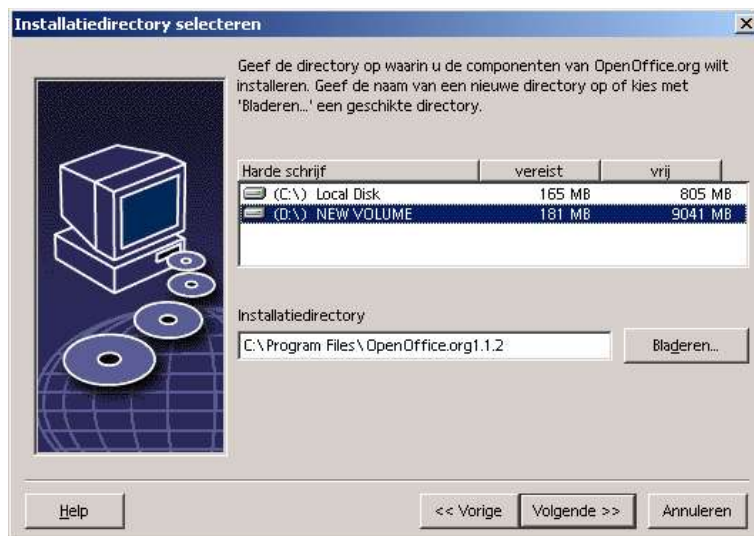 Installatiedirectory selecteren
Geef de directory op waarin u de componenten van OpenOffice.org wilt
installeren. Geef de naam van een nieuwe directory op of kies met
'Bladeren...' een geschikte directory.
Harde schrijf vereist vrij
(C:\) Local Disk 165 MB 805 MB
(D:\) NEW VOLUME 181 MB 9041 MB
Installatiedirectory
C:\Program Files\OpenOffice.org1.1.2
Bladeren...
Help
<< Vorige
Volgende >>
Annuleren